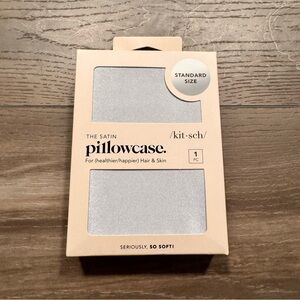 STANDARD
SIZE
THE SATIN
/kit·sch/
pillowcase.
For (healthier/happier) Hair & Skin
1
PC
SERIOUSLY, SO SOFT!